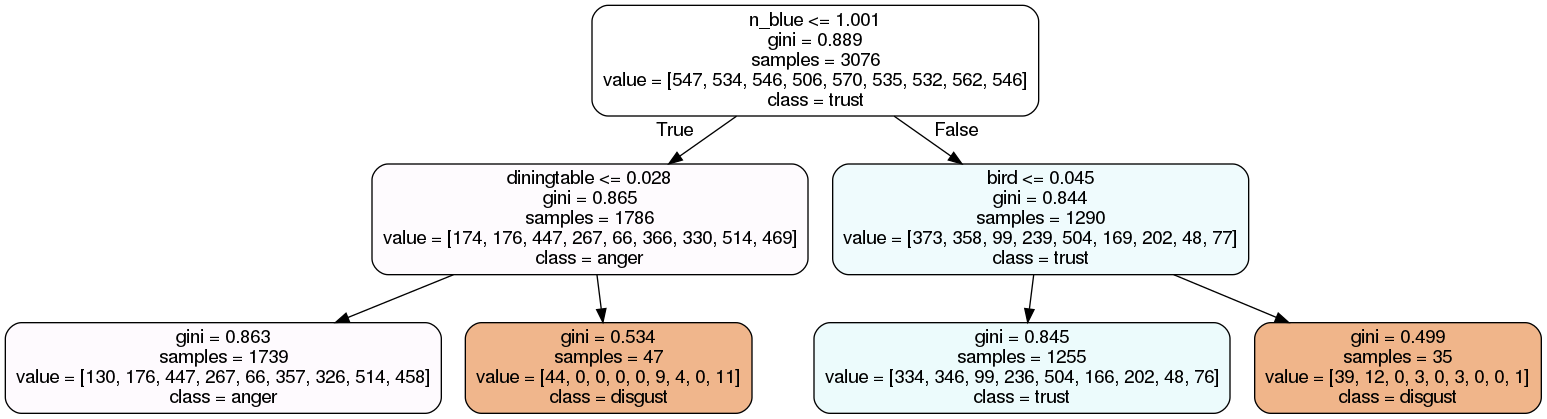 n_blue <= 1.001
gini = 0.889
samples = 3076
value = [547, 534, 546, 506, 570, 535, 532, 562, 546]
class = trust
True
False
diningtable <= 0.028
gini = 0.865
samples = 1786
value = [174, 176, 447, 267, 66, 366, 330, 514, 469]
class = anger
bird <= 0.045
gini = 0.844
samples = 1290
value = [373, 358, 99, 239, 504, 169, 202, 48, 77]
class = trust
gini = 0.863
samples = 1739
value = [130, 176, 447, 267, 66, 357, 326, 514, 458]
class = anger
gini = 0.534
samples = 47
value = [44, 0, 0, 0, 0, 9, 4, 0, 11]
class = disgust
gini = 0.845
samples = 1255
value = [334, 346, 99, 236, 504, 166, 202, 48, 76]
class = trust
gini = 0.499
samples = 35
value = [39, 12, 0, 3, 0, 3, 0, 0, 1]
class = disgust